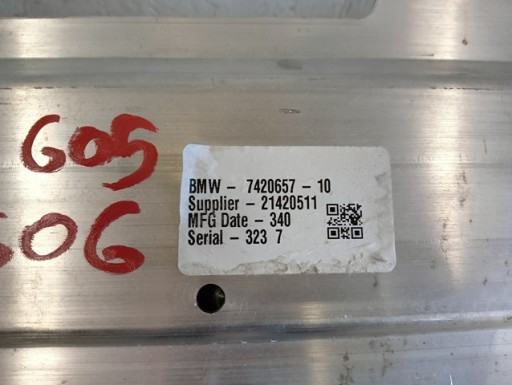 G05
G06
BMW - 7420657 - 10
Supplier - 21420511
MFG Date - 340
Serial - 323 7